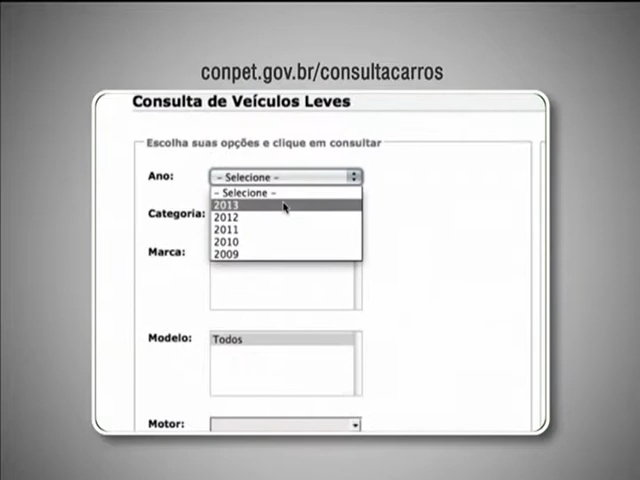 conpet.gov.br/consultacarros
Consulta de Veículos Leves
Escolha suas opções e clique em consultar
Ano:
- Selecione -
- Selecione -
2013
2012
2011
2010
2009
Categoria:
Marca:
Modelo:
Todos
Motor: